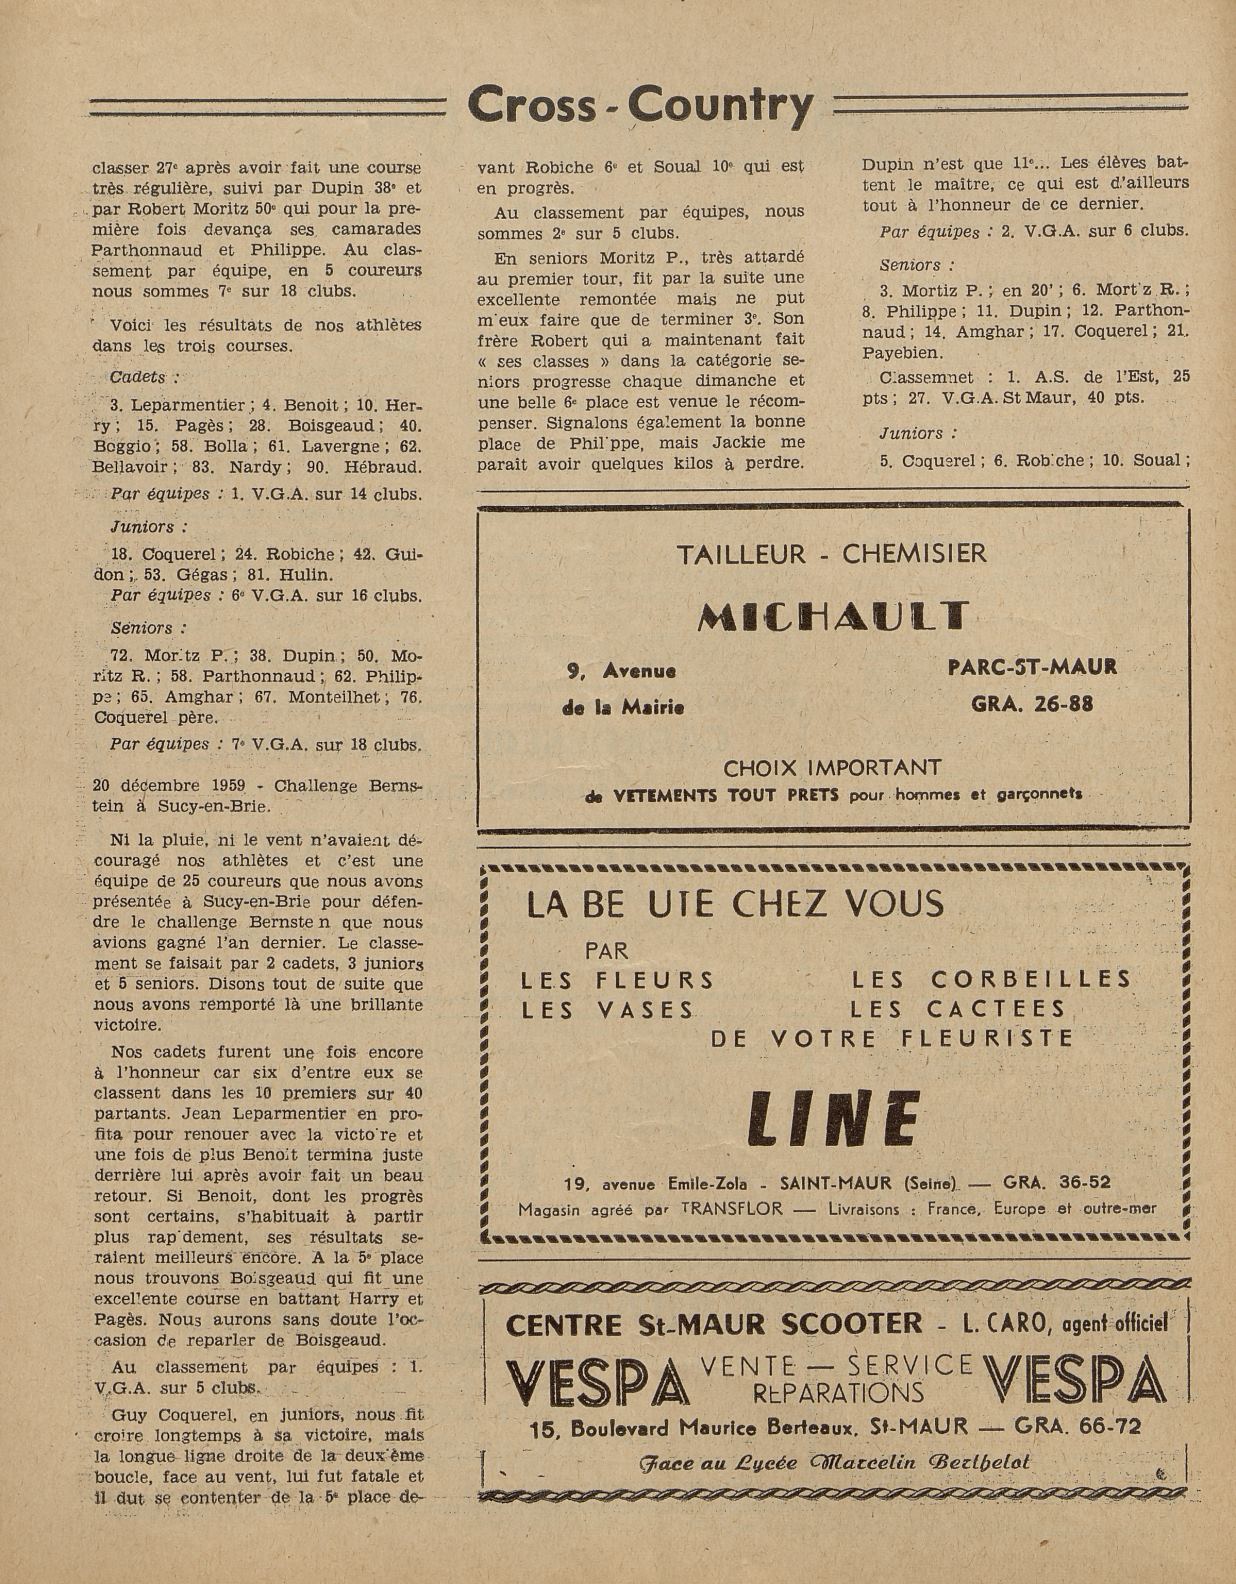 Cross-Country
classer 27e après avoir fait une course
très régulière, suivi par Dupin 38e et
par Robert Moritz 50e qui pour la pre-
mière fois devança ses camarades
Parthonnaud et Philippe. Au clas-
sement par équipe, en 5 coureurs
nous sommes 7e sur 18 clubs.
Voici les résultats de nos athlètes
dans les trois courses.
Cadets :
3. Leparmentier ; 4. Benoit ; 10. Her-
ry ; 15. Pagès ; 28. Boisgeaud ; 40.
Boggio ; 58. Bolla ; 61. Lavergne ; 62.
Bellavoir ; 83. Nardy ; 90. Hébraud.
Par équipes : 1. V.G.A. sur 14 clubs.
Juniors :
18. Coquerel ; 24. Robiche ; 42. Gui-
don ; 53. Gégas ; 81. Hulin.
Par équipes : 6e V.G.A. sur 16 clubs.
Seniors :
72. Moritz P. ; 38. Dupin ; 50. Mo-
ritz R. ; 58. Parthonnaud ; 62. Philip-
pe ; 65. Amghar ; 67. Monteilhet ; 76.
Coquerel père.
Par équipes : 7e V.G.A. sur 18 clubs.
20 décembre 1959 - Challenge Berns-
tein à Sucy-en-Brie.
Ni la pluie, ni le vent n'avaient dé-
couragé nos athlètes et c'est une
équipe de 25 coureurs que nous avons
présentée à Sucy-en-Brie pour défen-
dre le challenge Bernste n que nous
avions gagné l'an dernier. Le classe-
ment se faisait par 2 cadets, 3 juniors
et 5 seniors. Disons tout de suite que
nous avons remporté là une brillante
victoire.
Nos cadets furent une fois encore
à l'honneur car six d'entre eux se
classent dans les 10 premiers sur 40
partants. Jean Leparmentier en pro-
fita pour renouer avec la victoire et
une fois de plus Benoit termina juste
derrière lui après avoir fait un beau
retour. Si Benoit, dont les progrès
sont certains, s'habituait à partir
plus rapidement, ses résultats se-
raient meilleurs encore. A la 5e place
nous trouvons Boisgeaud qui fit une
excellente course en battant Harry et
Pagès. Nous aurons sans doute l'oc-
casion de reparler de Boisgeaud.
Au classement par équipes : 1.
V.G.A. sur 5 clubs.
Guy Coquerel, en juniors, nous fit
croire longtemps à sa victoire, mais
la longue ligne droite de la deuxième
boucle, face au vent, lui fut fatale et
il dut se contenter de la 5e place de-
vant Robiche 6e et Soual 10e qui est
en progrès.
Au classement par équipes, nous
sommes 2e sur 5 clubs.
En seniors Moritz P., très attardé
au premier tour, fit par la suite une
excellente remontée mais ne put
mieux faire que de terminer 3e. Son
frère Robert qui a maintenant fait
« ses classes » dans la catégorie se-
niors progresse chaque dimanche et
une belle 6e place est venue le récom-
penser. Signalons également la bonne
place de Philippe, mais Jackie me
parait avoir quelques kilos à perdre.
Dupin n'est que 11e... Les élèves bat-
tent le maître, ce qui est d'ailleurs
tout à l'honneur de ce dernier.
Par équipes : 2. V.G.A. sur 6 clubs.
Seniors :
3. Mortiz P. ; en 20' ; 6. Mortz R. ;
8. Philippe ; 11. Dupin ; 12. Parthon-
naud ; 14. Amghar ; 17. Coquerel ; 21.
Payebien.
Classemnet : 1. A.S. de l'Est, 25
pts ; 27. V.G.A. St Maur, 40 pts.
Juniors :
5. Coquerel ; 6. Robiche ; 10. Soual ;
TAILLEUR - CHEMISIER
MICHAULT
9, Avenue
de la Mairie
PARC-ST-MAUR
GRA. 26-88
CHOIX IMPORTANT
de VETEMENTS TOUT PRETS pour hommes et garçonnets
LA BE UTE CHEZ VOUS
PAR
LES FLEURS LES CORBEILLES
LES VASES LES CACTEES
DE VOTRE FLEURISTE
LINE
19, avenue Emile-Zola - SAINT-MAUR (Seine) — GRA. 36-52
Magasin agréé par TRANSFLOR — Livraisons : France, Europe et outre-mer
CENTRE St-MAUR SCOOTER - L. CARO, agent officiel
VESPA VENTE — SERVICE VESPA
REPARATIONS
15, Boulevard Maurice Berteaux, St-MAUR — GRA. 66-72
Face au Lycée Marcelin Berthelot